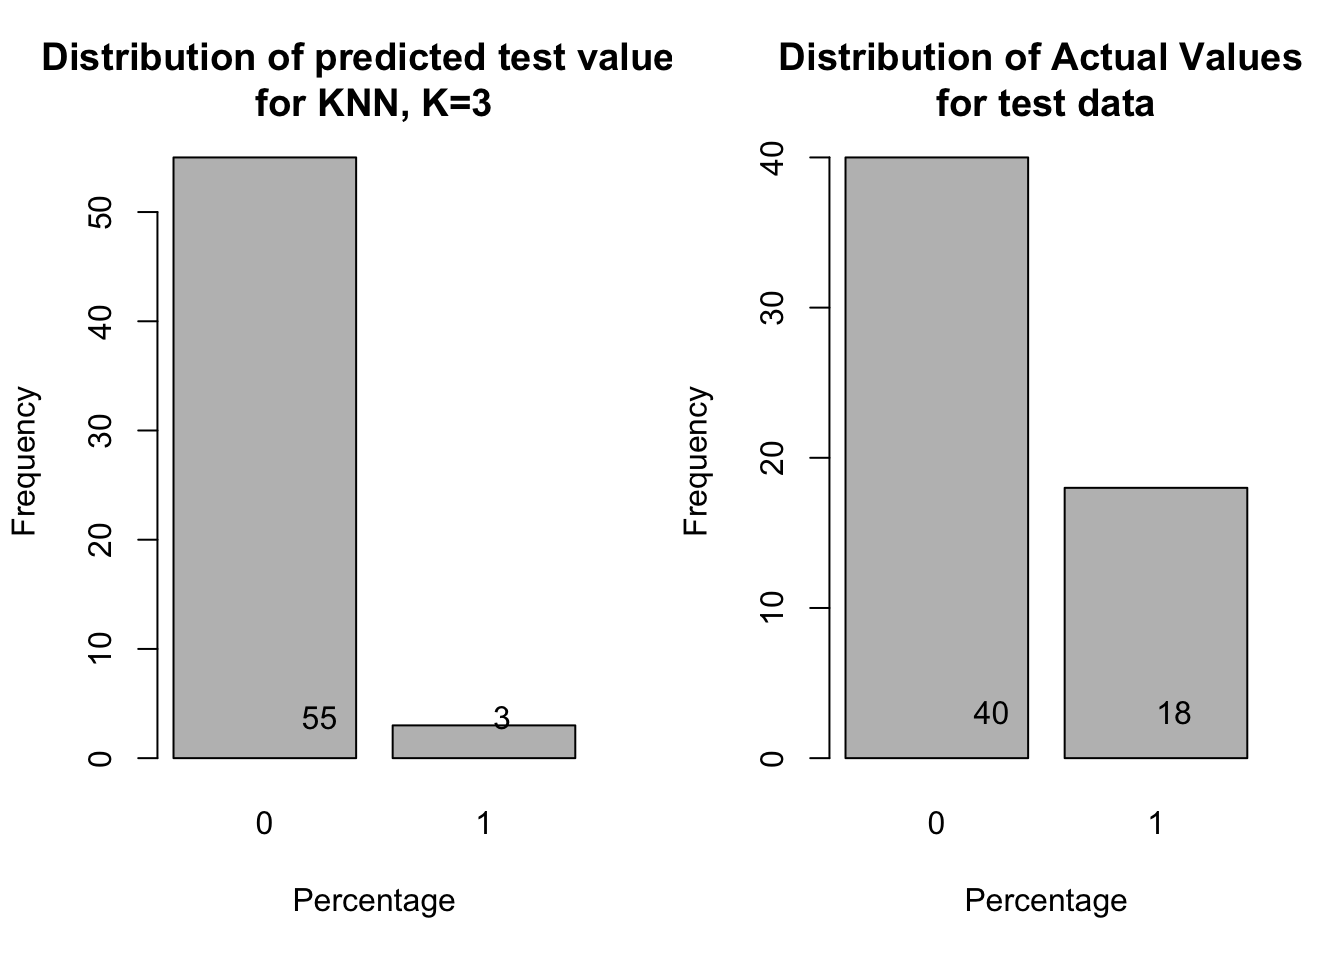 Distribution of predicted test value
for KNN, K=3
Frequency
50
40
30
20
10
0
55
3
0
1
Percentage
Distribution of Actual Values
for test data
Frequency
40
30
20
10
0
40
18
0
1
Percentage